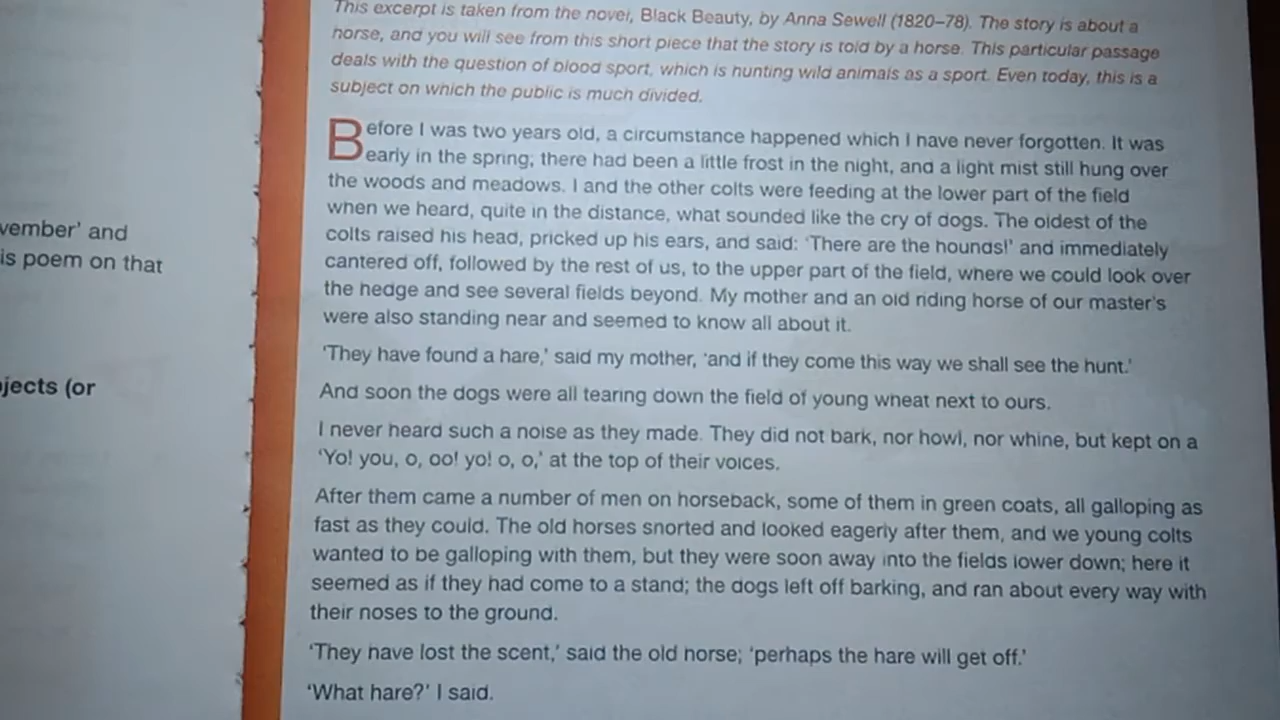 This excerpt is taken from the novel, Black Beauty, by Anna Sewell (1820–78). The story is about a
horse, and you will see from this short piece that the story is told by a horse. This particular passage
deals with the question of blood sport, which is hunting wild animals as a sport. Even today, this is a
subject on which the public is much divided.
Before I was two years old, a circumstance happened which I have never forgotten. It was
early in the spring; there had been a little frost in the night, and a light mist still hung over
the woods and meadows. I and the other colts were feeding at the lower part of the field
when we heard, quite in the distance, what sounded like the cry of dogs. The oldest of the
colts raised his head, pricked up his ears, and said: 'There are the hounds!' and immediately
cantered off, followed by the rest of us, to the upper part of the field, where we could look over
the hedge and see several fields beyond. My mother and an old riding horse of our master's
were also standing near and seemed to know all about it.
'They have found a hare,' said my mother, 'and if they come this way we shall see the hunt.'
And soon the dogs were all tearing down the field of young wheat next to ours.
I never heard such a noise as they made. They did not bark, nor howl, nor whine, but kept on a
'Yo! you, o, oo! yo! o, o,' at the top of their voices.
After them came a number of men on horseback, some of them in green coats, all galloping as
fast as they could. The old horses snorted and looked eagerly after them, and we young colts
wanted to be galloping with them, but they were soon away into the fields lower down; here it
seemed as if they had come to a stand; the dogs left off barking, and ran about every way with
their noses to the ground.
'They have lost the scent,' said the old horse; 'perhaps the hare will get off.'
'What hare?' I said.
vember' and
is poem on that
jects (or